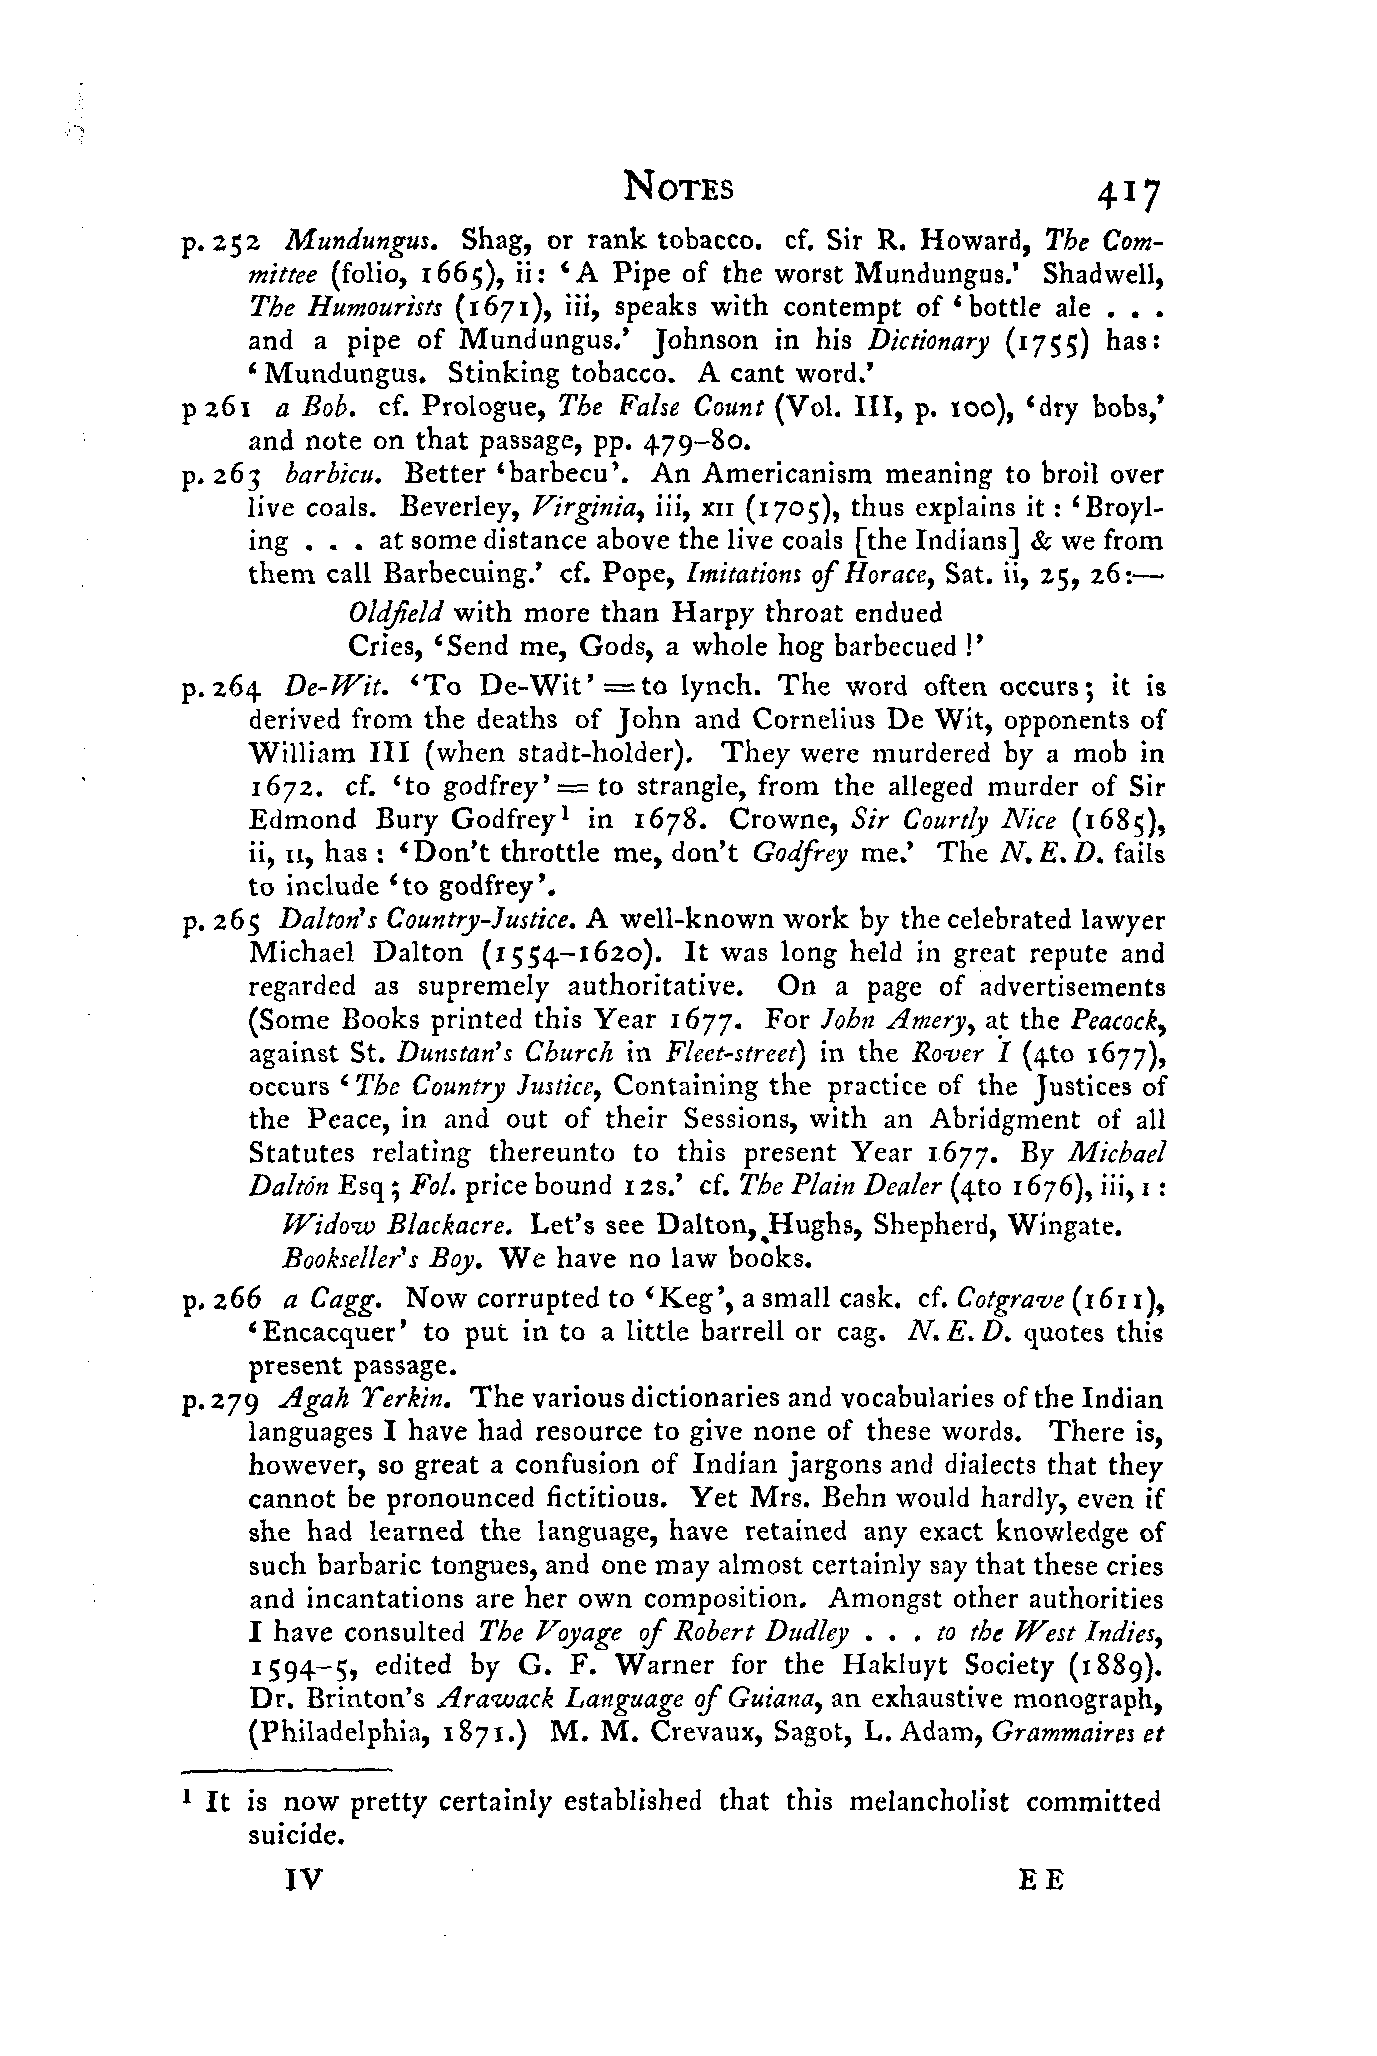 NOTES 417
p. 252 Mundungus. Shag, or rank tobacco. cf. Sir R. Howard, The Com-
mittee (folio, 1665), ii: ‘A Pipe of the worst Mundungus.’ Shadwell,
The Humourists (1671), iii, speaks with contempt of ‘bottle ale . . .
and a pipe of Mundungus.’ Johnson in his Dictionary (1755) has:
‘Mundungus. Stinking tobacco. A cant word.’
p 261 a Bob. cf. Prologue, The False Count (Vol. III, p. 100), ‘dry bobs,’
and note on that passage, pp. 479–80.
p. 263 barbicu. Better ‘barbecu’. An Americanism meaning to broil over
live coals. Beverley, Virginia, iii, xii (1705), thus explains it : ‘Broyl-
ing . . . at some distance above the live coals [the Indians] & we from
them call Barbecuing.’ cf. Pope, Imitations of Horace, Sat. ii, 25, 26:—
Oldfield with more than Harpy throat endued
Cries, ‘Send me, Gods, a whole hog barbecued !’
p. 264 De-Wit. ‘To De-Wit’ = to lynch. The word often occurs; it is
derived from the deaths of John and Cornelius De Wit, opponents of
William III (when stadt-holder). They were murdered by a mob in
1672. cf. ‘to godfrey’ = to strangle, from the alleged murder of Sir
Edmond Bury Godfrey¹ in 1678. Crowne, Sir Courtly Nice (1685),
ii, II, has : ‘Don’t throttle me, don’t Godfrey me.’ The N.E.D. fails
to include ‘to godfrey’.
p. 265 Dalton’s Country-Justice. A well-known work by the celebrated lawyer
Michael Dalton (1554–1620). It was long held in great repute and
regarded as supremely authoritative. On a page of advertisements
(Some Books printed this Year 1677. For John Amery, at the Peacock,
against St. Dunstan’s Church in Fleet-street) in the Rover I (4to 1677),
occurs ‘The Country Justice, Containing the practice of the Justices of
the Peace, in and out of their Sessions, with an Abridgment of all
Statutes relating thereunto to this present Year 1677. By Michael
Dalton Esq ; Fol. price bound 12s.’ cf. The Plain Dealer (4to 1676), iii, I :
Widow Blackacre. Let’s see Dalton, Hughs, Shepherd, Wingate.
Bookseller’s Boy. We have no law books.
p. 266 a Cagg. Now corrupted to ‘Keg’, a small cask. cf. Cotgrave (1611),
‘Encacquer’ to put in to a little barrell or cag. N.E.D. quotes this
present passage.
p. 279 Agah Yerkin. The various dictionaries and vocabularies of the Indian
languages I have had resource to give none of these words. There is,
however, so great a confusion of Indian jargons and dialects that they
cannot be pronounced fictitious. Yet Mrs. Behn would hardly, even if
she had learned the language, have retained any exact knowledge of
such barbaric tongues, and one may almost certainly say that these cries
and incantations are her own composition. Amongst other authorities
I have consulted The Voyage of Robert Dudley . . . to the West Indies,
1594–5, edited by G. F. Warner for the Hakluyt Society (1889).
Dr. Brinton’s Arawack Language of Guiana, an exhaustive monograph,
(Philadelphia, 1871.) M. M. Crevaux, Sagot, L. Adam, Grammaires et
¹ It is now pretty certainly established that this melancholist committed
suicide.
IV EE